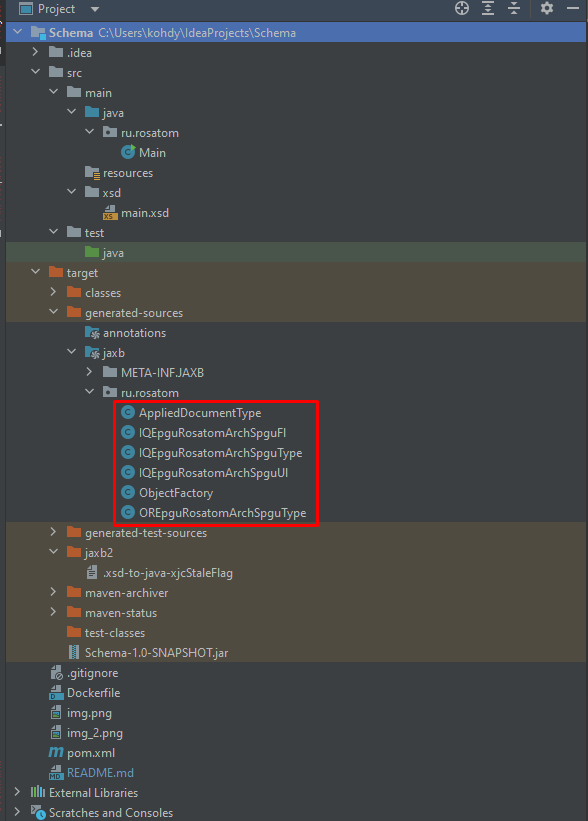 Project
Schema C:\Users\kohdy\IdeaProjects\Schema
.idea
src
main
java
ru.rosatom
Main
resources
xsd
main.xsd
test
java
target
classes
generated-sources
annotations
jaxb
META-INF.JAXB
ru.rosatom
AppliedDocumentType
IQEpguRosatomArchSpguFl
IQEpguRosatomArchSpguType
IQEpguRosatomArchSpguUl
ObjectFactory
OREpguRosatomArchSpguType
generated-test-sources
jaxb2
.xsd-to-java-xjcStaleFlag
maven-archiver
maven-status
test-classes
Schema-1.0-SNAPSHOT.jar
.gitignore
Dockerfile
img.png
img_2.png
pom.xml
README.md
External Libraries
Scratches and Consoles